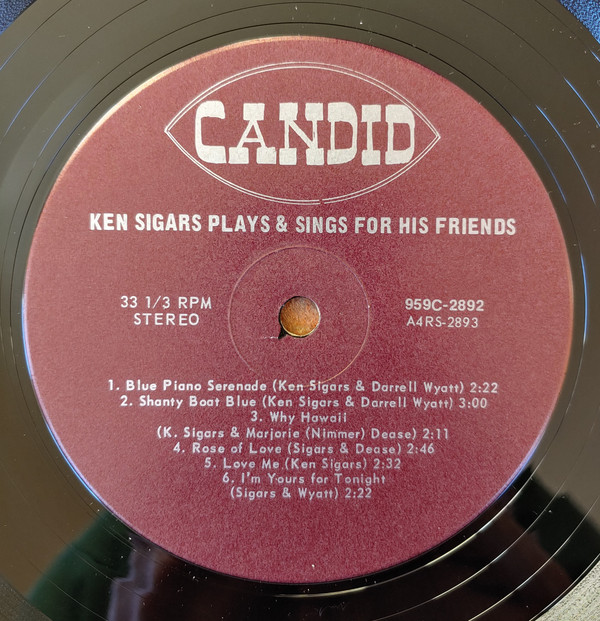 CANDID
KEN SIGARS PLAYS & SINGS FOR HIS FRIENDS
33 1/3 RPM
STEREO
959C-2892
A4RS-2893
1. Blue Piano Serenade (Ken Sigars & Darrell Wyatt) 2:22
2. Shanty Boat Blue (Ken Sigars & Darrell Wyatt) 3:00
3. Why Hawaii
(K. Sigars & Marjorie (Nimmer) Dease) 2:11
4. Rose of Love (Sigars & Dease) 2:46
5. Love Me (Ken Sigars) 2:32
6. I'm Yours for Tonight
(Sigars & Wyatt) 2:22